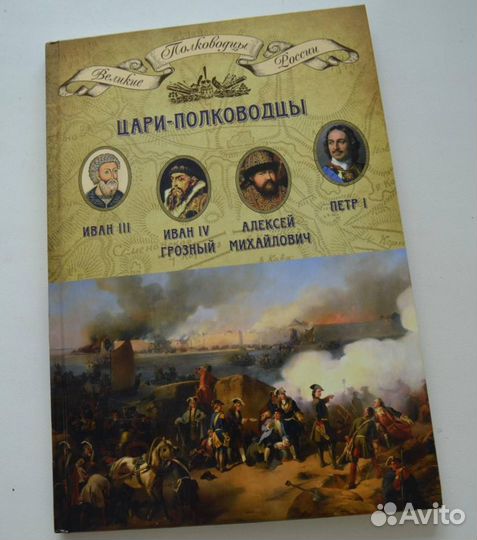 Великие Полководцы России
ЦАРИ-ПОЛКОВОДЦЫ
ИВАН III
ИВАН IV
ГРОЗНЫЙ
АЛЕКСЕЙ
МИХАЙЛОВИЧ
ПЕТР I
Avito